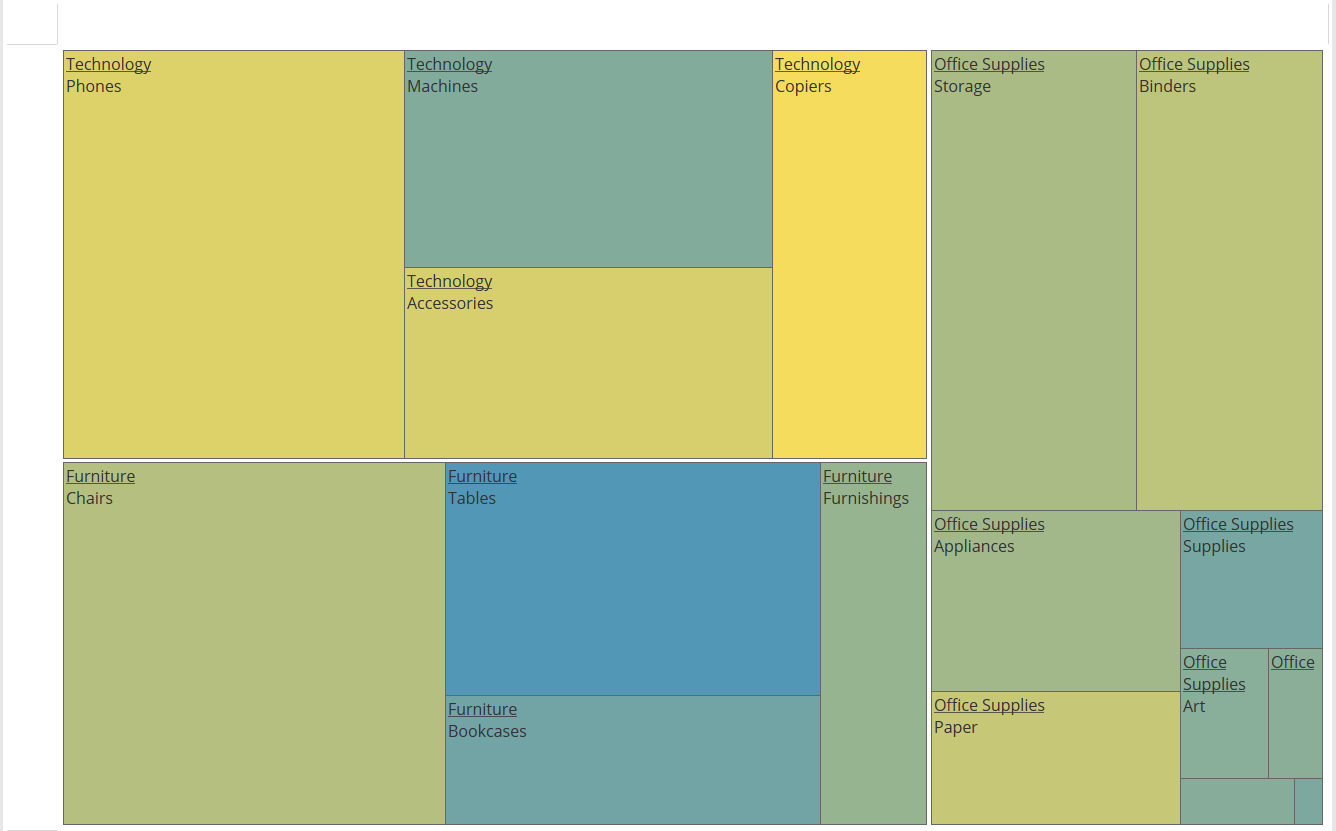 Technology
Phones
Technology
Machines
Technology
Copiers
Technology
Accessories
Furniture
Chairs
Furniture
Tables
Furniture
Bookcases
Furniture
Furnishings
Office Supplies
Storage
Office Supplies
Binders
Office Supplies
Appliances
Office Supplies
Supplies
Office Supplies
Paper
Office
Supplies
Art
Office